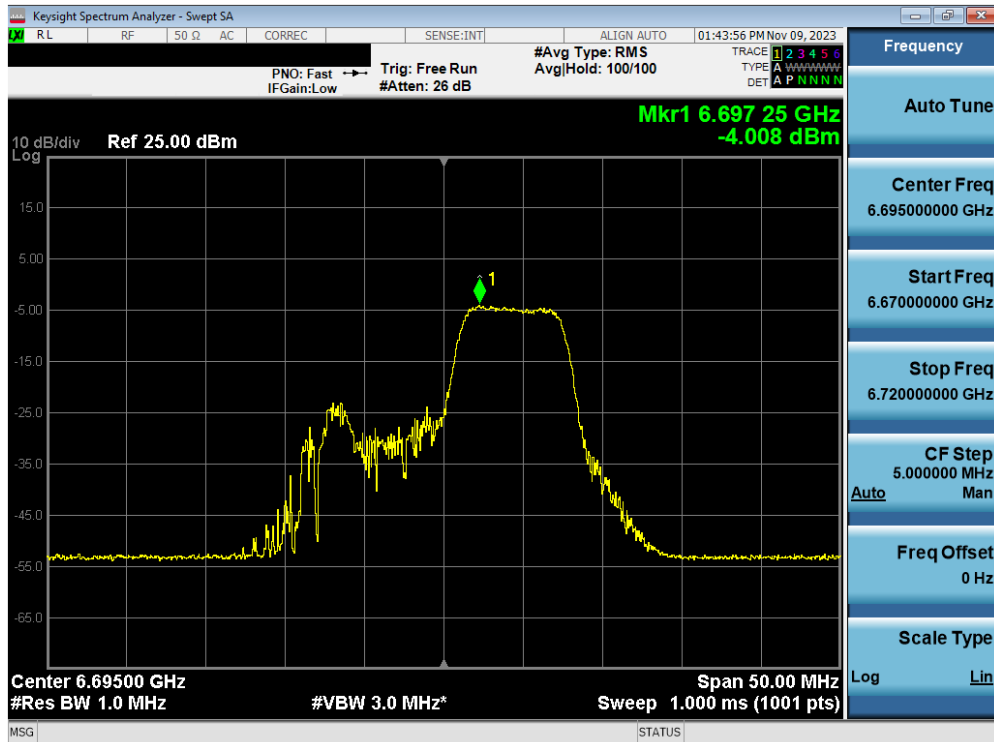 Keysight Spectrum Analyzer - Swept SA
LXI RL RF 50 Ω AC CORREC SENSE:INT ALIGN AUTO 01:43:56 PM Nov 09, 2023
PNO: Fast
IFGain:Low
Trig: Free Run
#Atten: 26 dB
#Avg Type: RMS
Avg|Hold: 100/100
TRACE 1 2 3 4 5 6
TYPE A WWWWW
DET A P N N N N
Mkr1 6.697 25 GHz
-4.008 dBm
10 dB/div Ref 25.00 dBm
Log
15.0
5.00
-5.00
-15.0
-25.0
-35.0
-45.0
-55.0
-65.0
1
Center 6.69500 GHz Span 50.00 MHz
#Res BW 1.0 MHz #VBW 3.0 MHz* Sweep 1.000 ms (1001 pts)
MSG STATUS
Frequency
Auto Tune
Center Freq
6.695000000 GHz
Start Freq
6.670000000 GHz
Stop Freq
6.720000000 GHz
CF Step
5.000000 MHz
Auto Man
Freq Offset
0 Hz
Scale Type
Log Lin